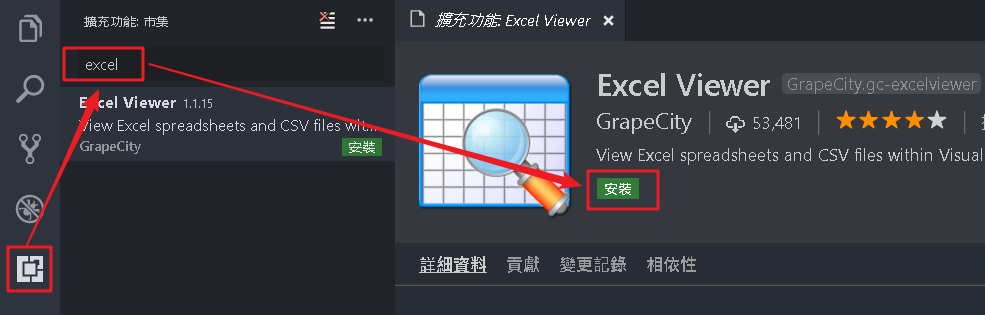 擴充功能: 市集
excel
Excel Viewer 1.1.15
View Excel spreadsheets and CSV files wit...
GrapeCity 安裝
擴充功能: Excel Viewer
Excel Viewer GrapeCity.gc-excelviewer
GrapeCity 53,481
View Excel spreadsheets and CSV files within Visual
安裝
詳細資料 貢獻 變更記錄 相依性